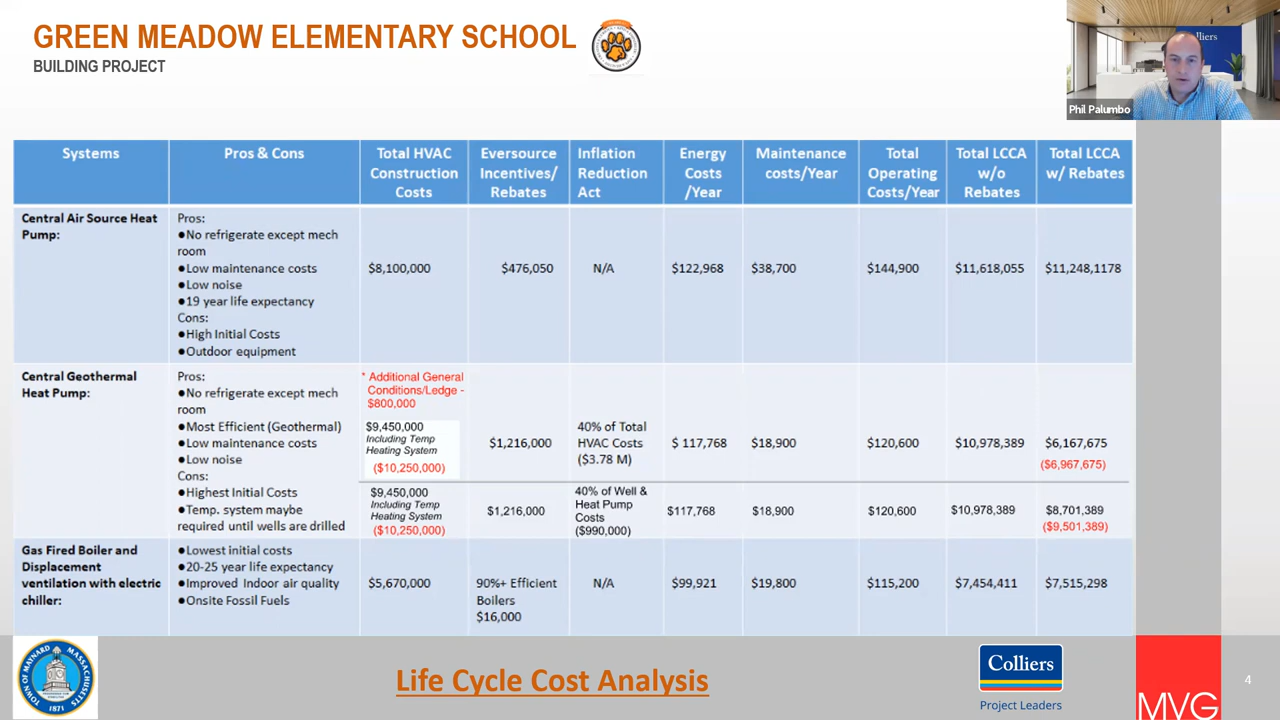 GREEN MEADOW ELEMENTARY SCHOOL
BUILDING PROJECT
Colliers
Phil Palumbo
Systems
Pros & Cons
Total HVAC
Construction
Costs
Eversource
Incentives/
Rebates
Inflation
Reduction
Act
Energy
Costs
/Year
Maintenance
costs/Year
Total
Operating
Costs/Year
Total LCCA
w/o
Rebates
Total LCCA
w/ Rebates
Central Air Source Heat
Pump:
Pros:
●No refrigerate except mech
room
●Low maintenance costs
●Low noise
●19 year life expectancy
Cons:
●High Initial Costs
●Outdoor equipment
$8,100,000
$476,050
N/A
$122,968
$38,700
$144,900
$11,618,055
$11,248,1178
Central Geothermal
Heat Pump:
Pros:
●No refrigerate except mech
room
●Most Efficient (Geothermal)
●Low maintenance costs
●Low noise
Cons:
●Highest Initial Costs
●Temp. system maybe
required until wells are drilled
* Additional General
Conditions/Ledge -
$800,000
$9,450,000
Including Temp
Heating System
($10,250,000)
$1,216,000
40% of Total
HVAC Costs
($3.78 M)
$ 117,768
$18,900
$120,600
$10,978,389
$6,167,675
($6,967,675)
$9,450,000
Including Temp
Heating System
($10,250,000)
$1,216,000
40% of Well &
Heat Pump
Costs
($990,000)
$117,768
$18,900
$120,600
$10,978,389
$8,701,389
($9,501,389)
Gas Fired Boiler and
Displacement
ventilation with electric
chiller:
●Lowest initial costs
●20-25 year life expectancy
●Improved Indoor air quality
●Onsite Fossil Fuels
$5,670,000
90%+ Efficient
Boilers
$16,000
N/A
$99,921
$19,800
$115,200
$7,454,411
$7,515,298
TOWN OF MAYNARD MASSACHUSETTS
Life Cycle Cost Analysis
Colliers
Project Leaders
MVG
4